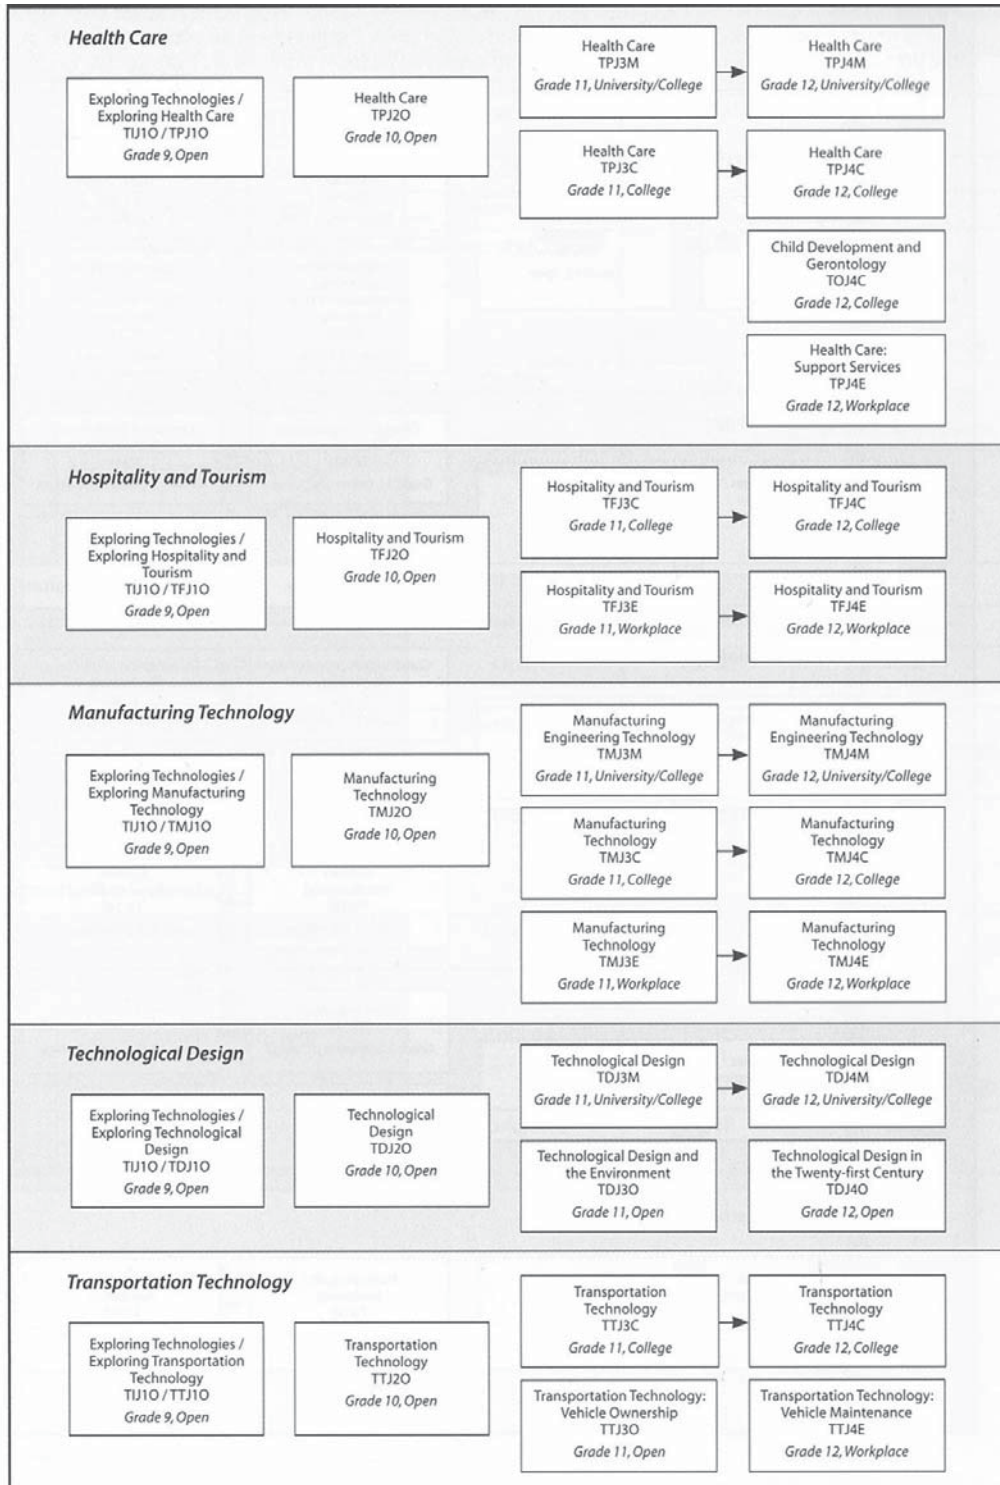 Health Care
Exploring Technologies /
Exploring Health Care
TIJ1O / TPJ1O
Grade 9, Open
Health Care
TPJ2O
Grade 10, Open
Health Care
TPJ3M
Grade 11, University/College
Health Care
TPJ4M
Grade 12, University/College
Health Care
TPJ3C
Grade 11, College
Health Care
TPJ4C
Grade 12, College
Child Development and
Gerontology
TOJ4C
Grade 12, College
Health Care:
Support Services
TPJ4E
Grade 12, Workplace
Hospitality and Tourism
Exploring Technologies /
Exploring Hospitality and
Tourism
TIJ1O / TFJ1O
Grade 9, Open
Hospitality and Tourism
TFJ2O
Grade 10, Open
Hospitality and Tourism
TFJ3C
Grade 11, College
Hospitality and Tourism
TFJ4C
Grade 12, College
Hospitality and Tourism
TFJ3E
Grade 11, Workplace
Hospitality and Tourism
TFJ4E
Grade 12, Workplace
Manufacturing Technology
Exploring Technologies /
Exploring Manufacturing
Technology
TIJ1O / TMJ1O
Grade 9, Open
Manufacturing
Technology
TMJ2O
Grade 10, Open
Manufacturing
Engineering Technology
TMJ3M
Grade 11, University/College
Manufacturing
Engineering Technology
TMJ4M
Grade 12, University/College
Manufacturing
Technology
TMJ3C
Grade 11, College
Manufacturing
Technology
TMJ4C
Grade 12, College
Manufacturing
Technology
TMJ3E
Grade 11, Workplace
Manufacturing
Technology
TMJ4E
Grade 12, Workplace
Technological Design
Exploring Technologies /
Exploring Technological
Design
TIJ1O / TDJ1O
Grade 9, Open
Technological
Design
TDJ2O
Grade 10, Open
Technological Design
TDJ3M
Grade 11, University/College
Technological Design
TDJ4M
Grade 12, University/College
Technological Design and
the Environment
TDJ3O
Grade 11, Open
Technological Design in
the Twenty-first Century
TDJ4O
Grade 12, Open
Transportation Technology
Exploring Technologies /
Exploring Transportation
Technology
TIJ1O / TTJ1O
Grade 9, Open
Transportation
Technology
TTJ2O
Grade 10, Open
Transportation
Technology
TTJ3C
Grade 11, College
Transportation
Technology
TTJ4C
Grade 12, College
Transportation Technology:
Vehicle Ownership
TTJ3O
Grade 11, Open
Transportation Technology:
Vehicle Maintenance
TTJ4E
Grade 12, Workplace